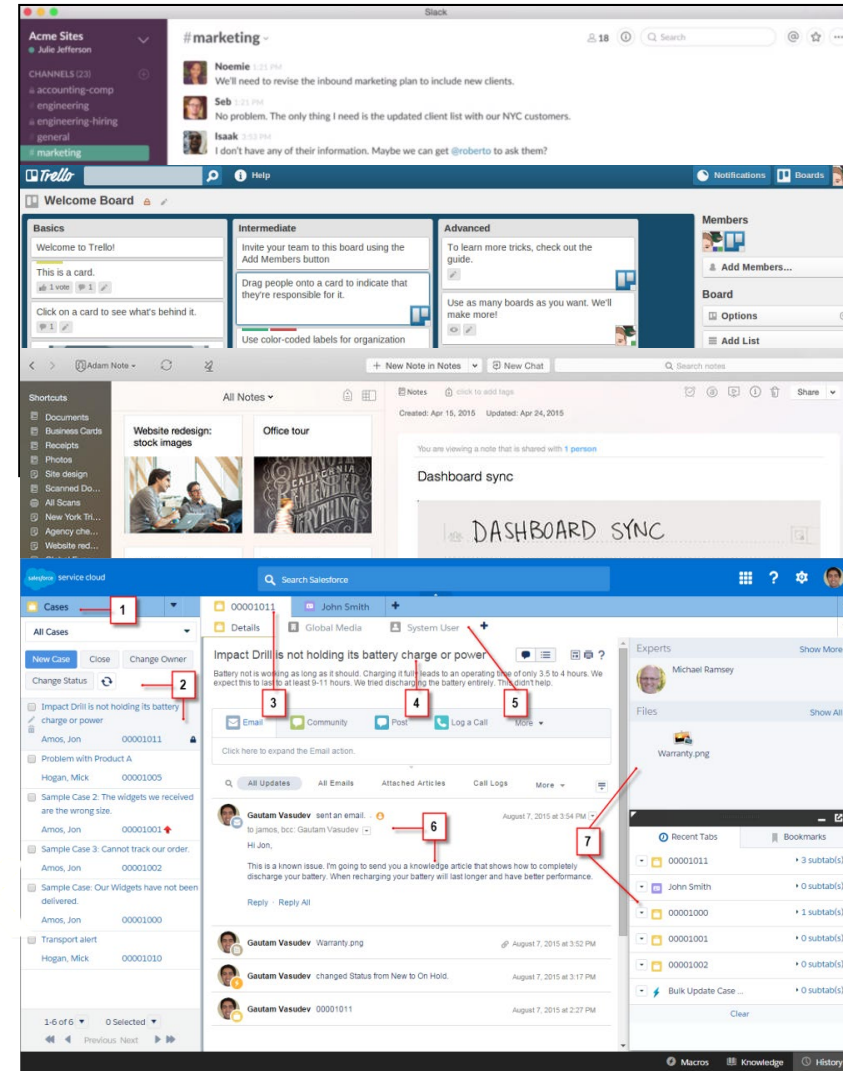 Slack
Acme Sites
Julie Jefferson
#marketing
18
Search
CHANNELS (23)
accounting-comp
engineering
engineering-hiring
general
# marketing
Noemie 1:21 PM
We'll need to revise the inbound marketing plan to include new clients.
Seb 1:21 PM
No problem. The only thing I need is the updated client list with our NYC customers.
Isaak 3:53 PM
I don't have any of their information. Maybe we can get @roberto to ask them?
Trello
Help
Notifications
Boards
Welcome Board
Basics
Welcome to Trello!
This is a card.
1 vote
1
Click on a card to see what's behind it.
1
Intermediate
Invite your team to this board using the
Add Members button
Drag people onto a card to indicate that
they're responsible for it.
Use color-coded labels for organization
Advanced
To learn more tricks, check out the
guide.
Use as many boards as you want. We'll
make more!
Members
Add Members...
Board
Options
Add List
Adam Note
+ New Note in Notes
New Chat
Search notes
Shortcuts
Documents
Business Cards
Receipts
Photos
Site design
Scanned Do...
All Scans
New York Tri...
Agency che...
Website red...
All Notes
Website redesign:
stock images
Office tour
CALIFORNIA
REMEMBER
EVERYTHING
Notes
click to add tags
Share
Created: Apr 15, 2015 Updated: Apr 24, 2015
You are viewing a note that is shared with 1 person
Dashboard sync
DASHBOARD SYNC
salesforce service cloud
Search Salesforce
?
Cases
1
All Cases
New Case
Close
Change Owner
Change Status
2
Impact Drill is not holding its battery
charge or power
Amos, Jon 00001011
Problem with Product A
Hogan, Mick 00001005
Sample Case 2: The widgets we received
are the wrong size.
Amos, Jon 00001001
Sample Case 3: Cannot track our order.
Amos, Jon 00001002
Sample Case: Our Widgets have not been
delivered.
Amos, Jon 00001000
Transport alert
Hogan, Mick 00001010
1-6 of 6
0 Selected
Previous Next
00001011
John Smith
+
Details
Global Media
System User
+
Impact Drill is not holding its battery charge or power
?
Battery not is working as long as it should. Charging it fully leads to an operating time of only 3.5 to 4 hours. We
expect this to last to at least 9-11 hours. We tried discharging the battery entirely. This didn't help.
3
4
5
Email
Community
Post
Log a Call
More
Click here to expand the Email action.
All Updates
All Emails
Attached Articles
Call Logs
More
Gautam Vasudev sent an email.
August 7, 2015 at 3:54 PM
to jamos, bcc: Gautam Vasudev
6
Hi Jon,
This is a known issue. I'm going to send you a knowledge article that shows how to completely
discharge your battery. When recharging your battery will last longer and have better performance.
Reply · Reply All
Gautam Vasudev Warranty.png
August 7, 2015 at 3:52 PM
Gautam Vasudev changed Status from New to On Hold.
August 7, 2015 at 3:17 PM
Gautam Vasudev 00001011
August 7, 2015 at 2:27 PM
Experts
Show More
Michael Ramsey
Files
Show All
Warranty.png
7
Recent Tabs
Bookmarks
00001011
3 subtab(s)
John Smith
0 subtab(s)
00001000
1 subtab(s)
00001001
0 subtab(s)
00001002
0 subtab(s)
Bulk Update Case ...
0 subtab(s)
Clear
Macros
Knowledge
History